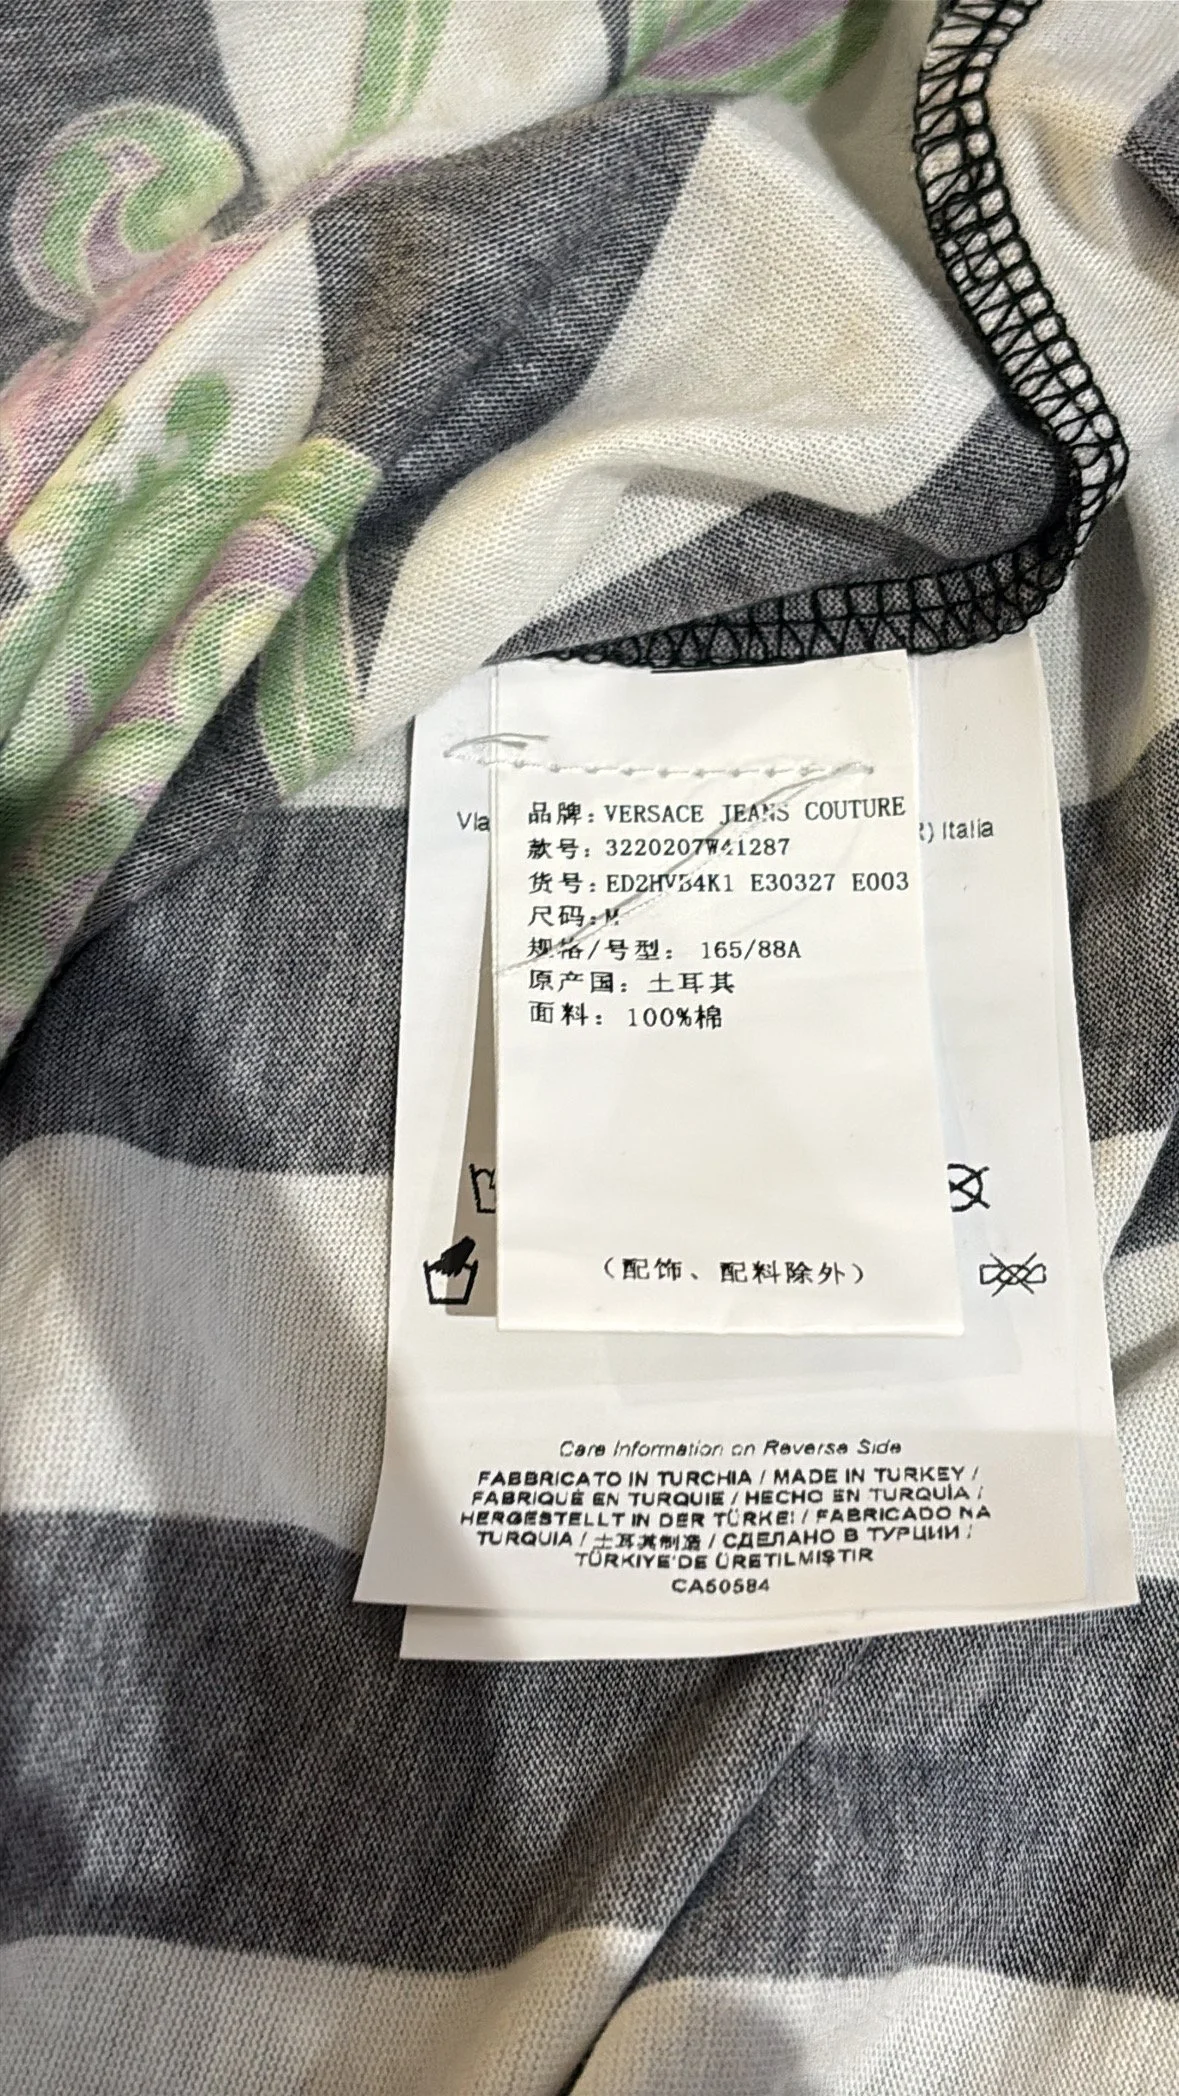 品牌：VERSACE JEANS COUTURE
款号：3220207W41287
货号：ED2HVB4K1 E30327 E003
尺码：M
规格/号型： 165/88A
原产国：土耳其
面料： 100%棉
Via
R) Italia
（配饰、配料除外）
Care Information on Reverse Side
FABBRICATO IN TURCHIA / MADE IN TURKEY /
FABRIQUÉ EN TURQUIE / HECHO EN TURQUÍA /
HERGESTELLT IN DER TÜRKEI / FABRICADO NA
TURQUIA / 土耳其制造 / СДЕЛАНО В ТУРЦИИ /
TÜRKIYE'DE ÜRETILMIŞTIR
CA50584